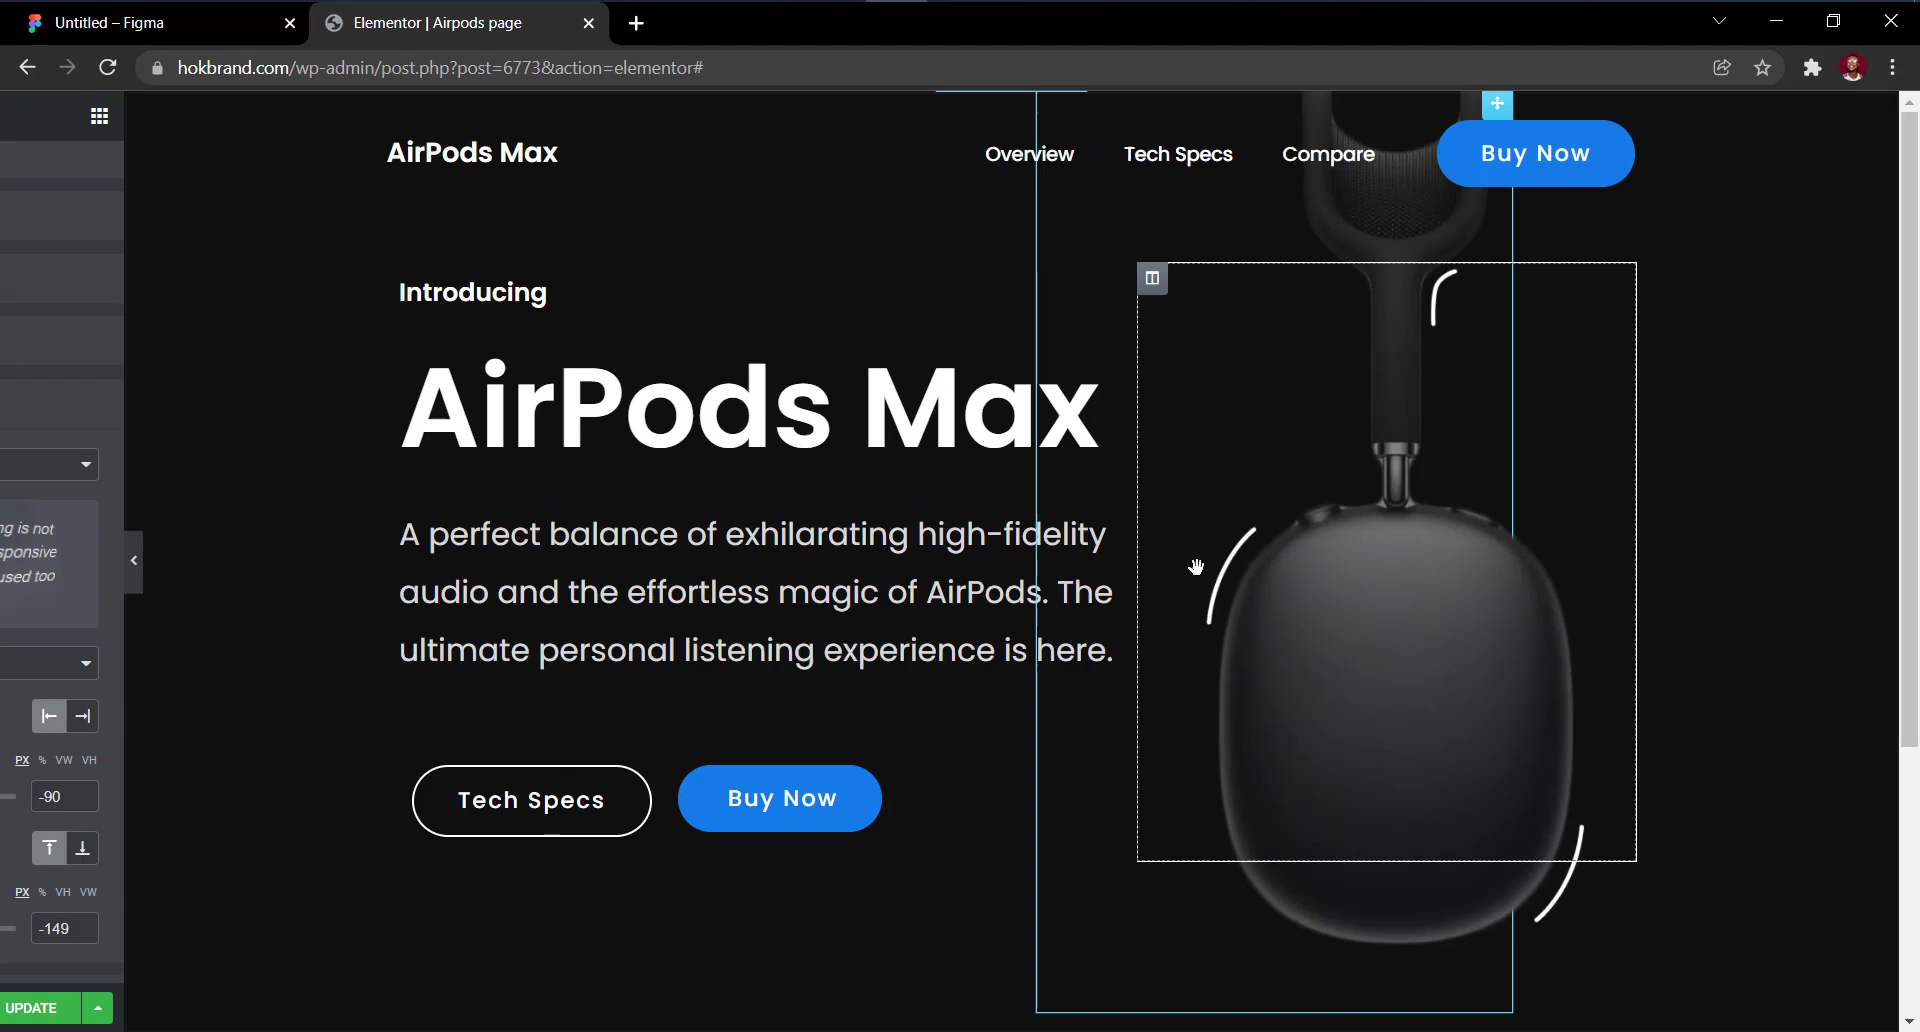 Untitled – Figma
Elementor | Airpods page
hokbrand.com/wp-admin/post.php?post=6773&action=elementor#
AirPods Max
Overview
Tech Specs
Compare
Buy Now
Introducing
AirPods Max
A perfect balance of exhilarating high-fidelity
audio and the effortless magic of AirPods. The
ultimate personal listening experience is here.
Tech Specs
Buy Now
ng is not
sponsive
used too
PX % VW VH
-90
PX % VH VW
-149
UPDATE